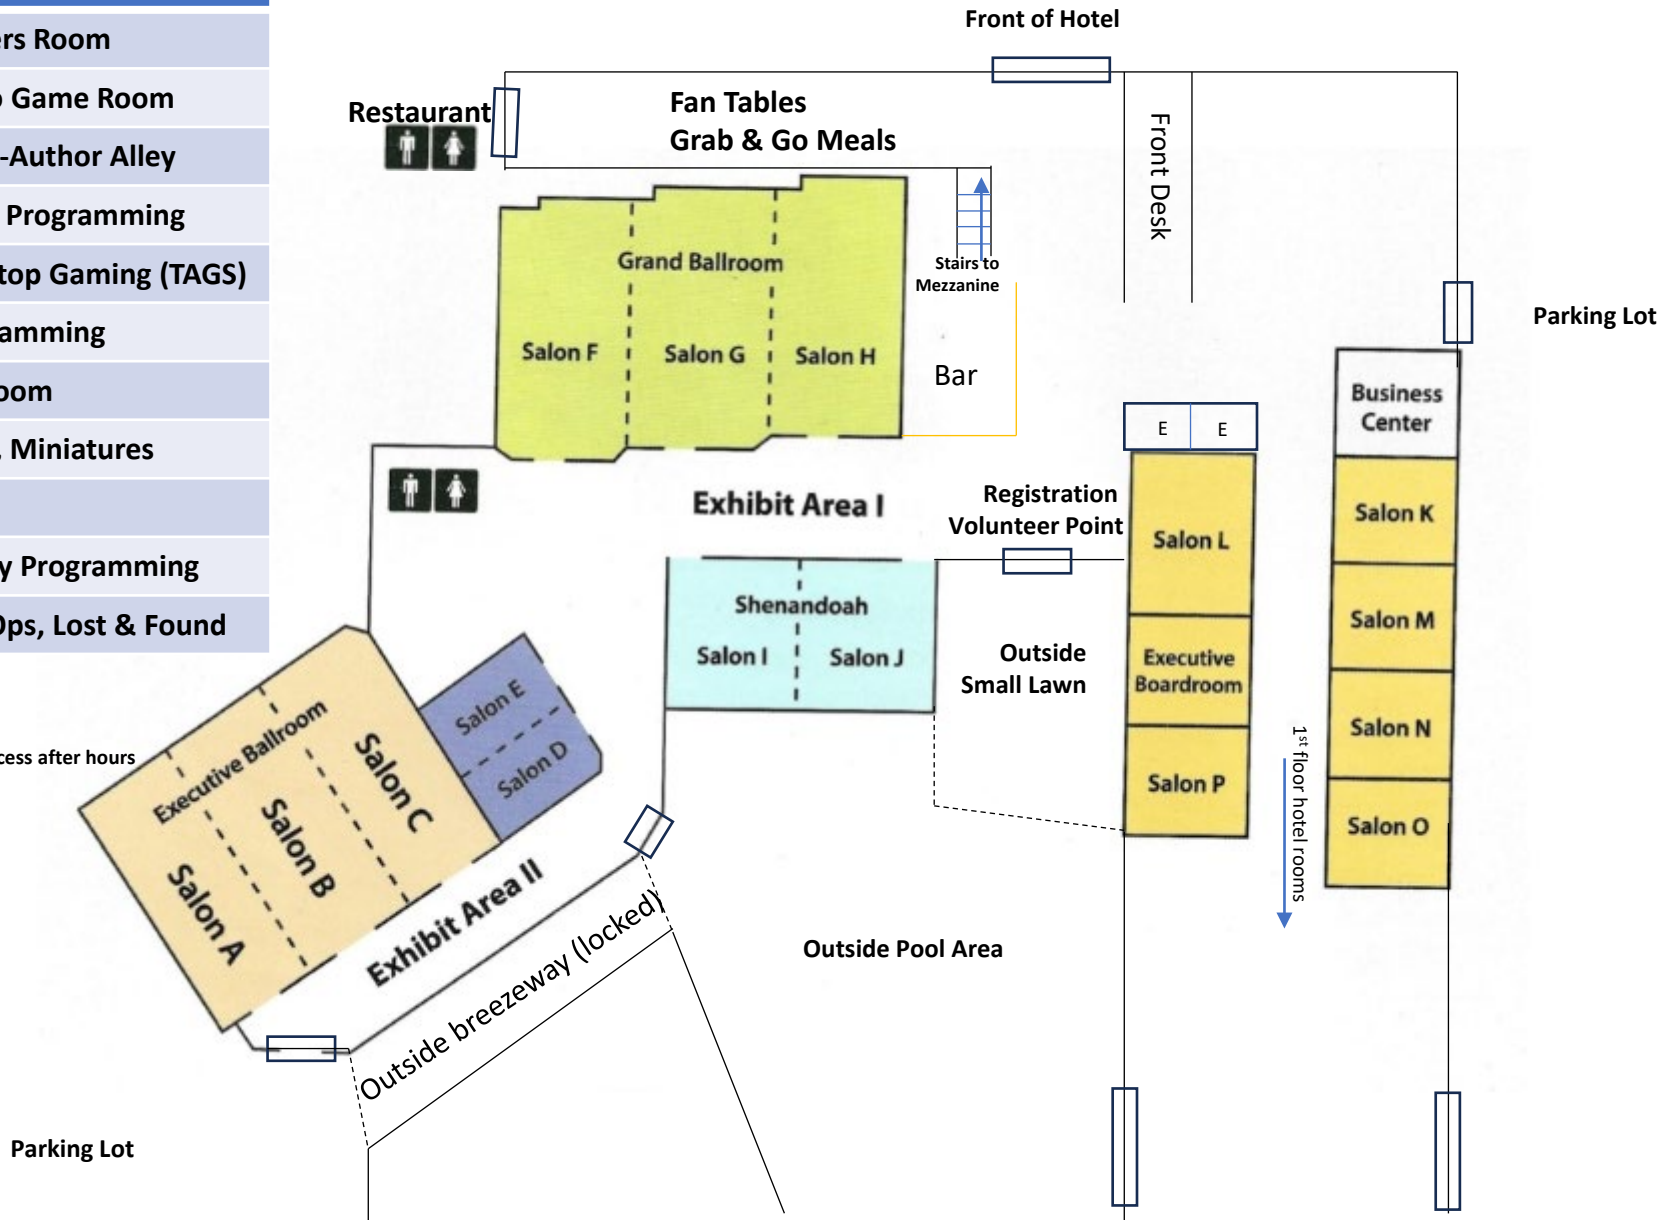 ers Room
o Game Room
-Author Alley
Programming
top Gaming (TAGS)
ramming
oom
, Miniatures
y Programming
Ops, Lost & Found
cess after hours
Front of Hotel
Restaurant
Fan Tables
Grab & Go Meals
Front Desk
Stairs to
Mezzanine
Parking Lot
Grand Ballroom
Salon F
Salon G
Salon H
Bar
E
E
Business
Center
Exhibit Area I
Registration
Volunteer Point
Salon L
Salon K
Shenandoah
Salon I
Salon J
Outside
Small Lawn
Executive
Boardroom
Salon M
Salon P
Salon N
Salon O
1st floor hotel rooms
Salon E
Salon D
Executive Ballroom
Salon C
Salon B
Salon A
Exhibit Area II
Outside breezeway (locked)
Outside Pool Area
Parking Lot